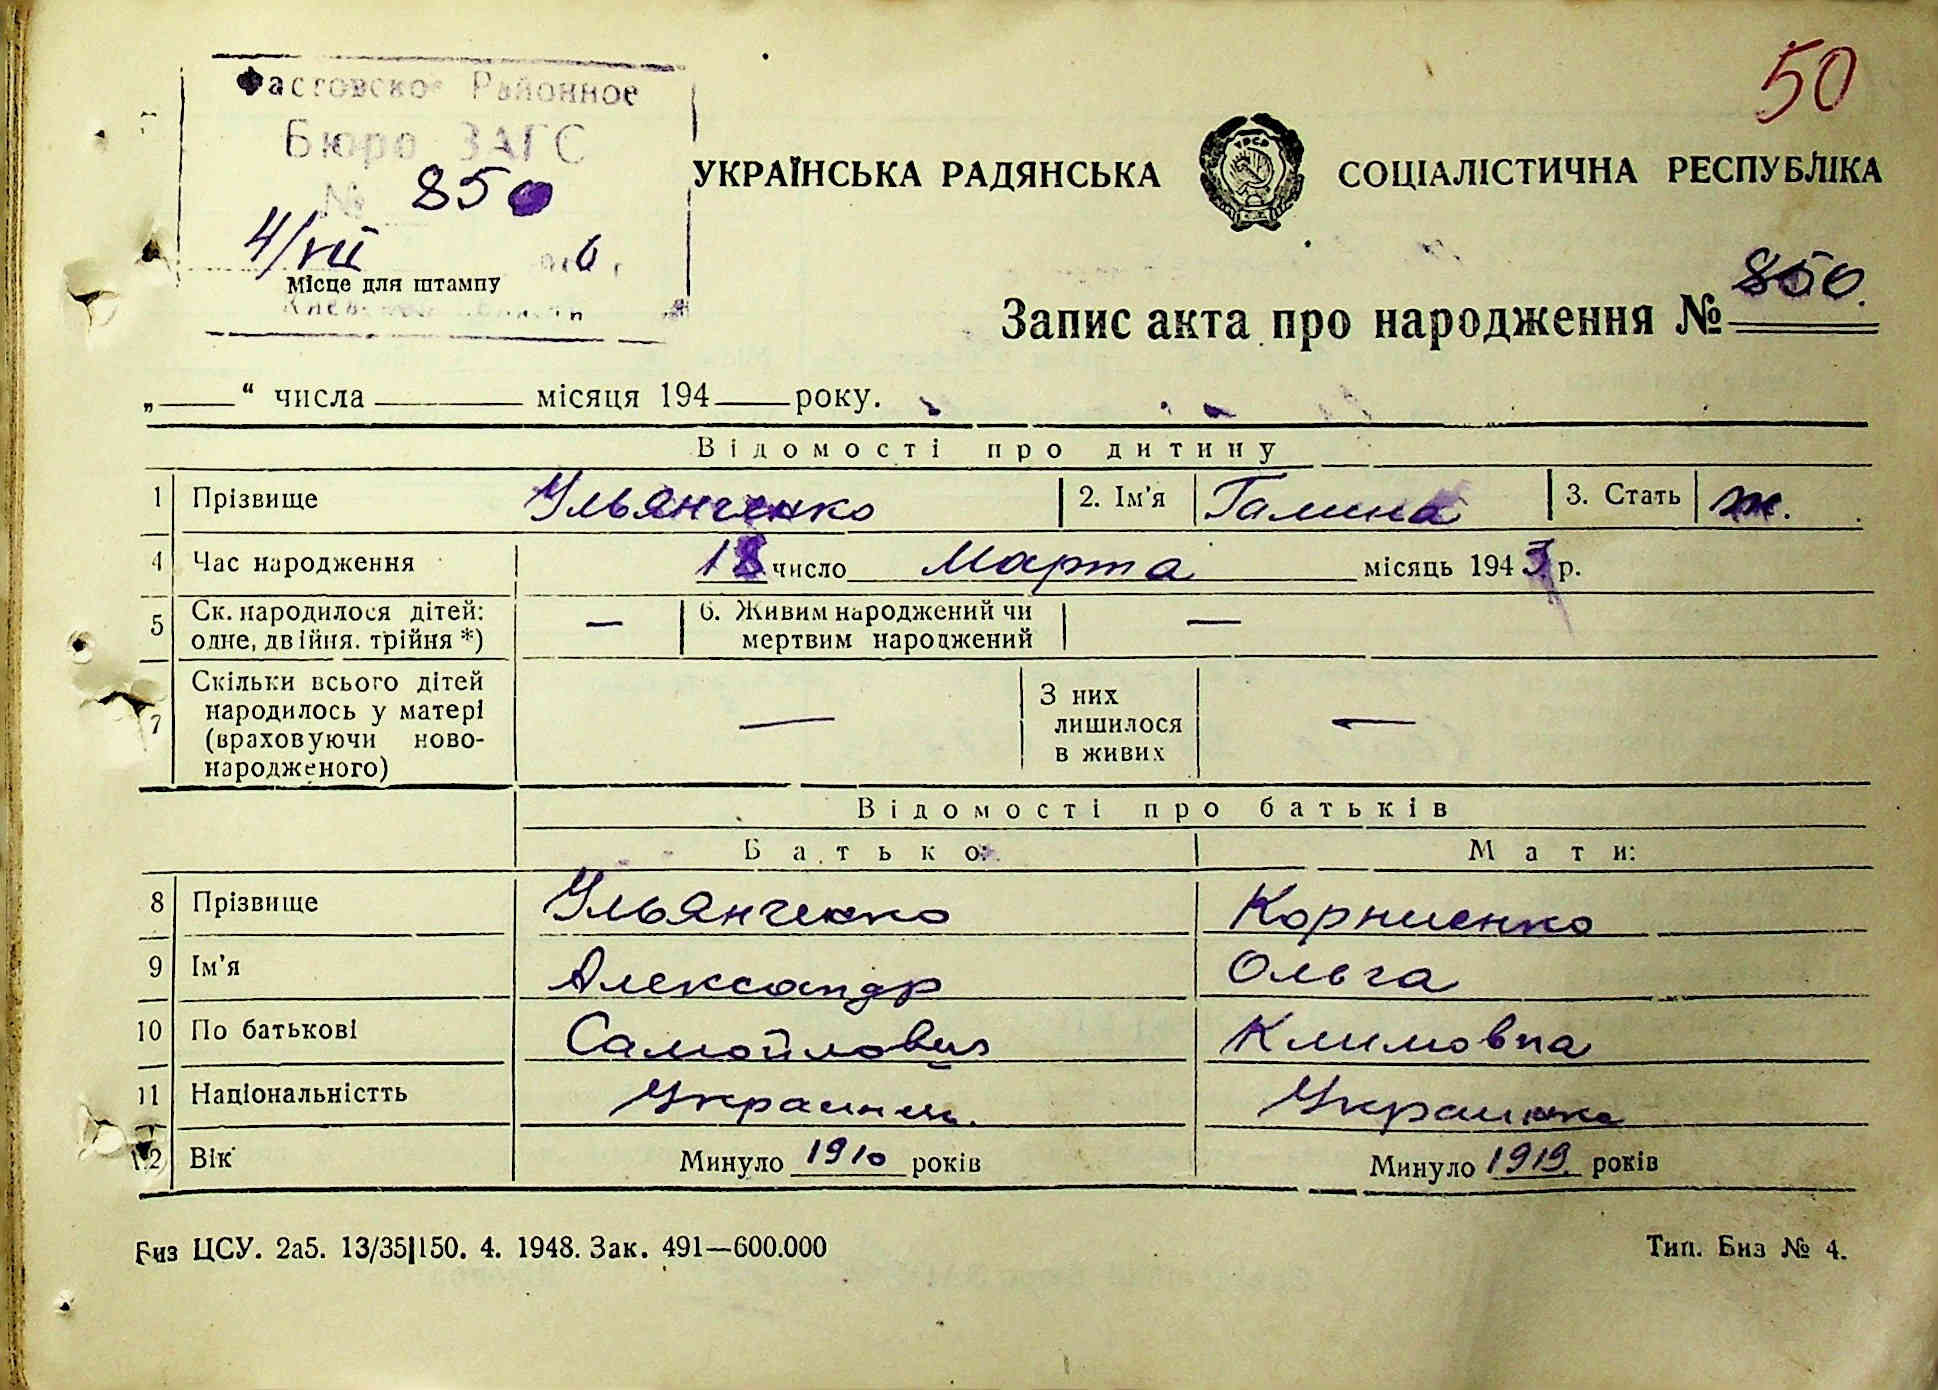 50
Фастовское Районное
Бюро ЗАГС
№ 850
4/VII
Місце для штампу
УКРАЇНСЬКА РАДЯНСЬКА СОЦІАЛІСТИЧНА РЕСПУБЛІКА
Запис акта про народження № 850.
„ “ числа місяця 194 року.
Відомості про дитину
1 Прізвище Ульянченко 2. Ім'я Галина 3. Стать ж.
4 Час народження 18 число Марта місяць 1943 р.
5 Ск. народилося дітей: одне, двійня. трійня *) — 6. Живим народжений чи мертвим народжений —
7 Скільки всього дітей народилось у матері (враховуючи ново-народженого) — З них лишилося в живих —
Відомості про батьків
Батько: Мати:
8 Прізвище Ульянченко Корниенко
9 Ім'я Александр Ольга
10 По батькові Самойлович Климовна
11 Національністть Украинец. Украинка
12 Вік Минуло 1910 років Минуло 1919 років
Биз ЦСУ. 2а5. 13/35|150. 4. 1948. Зак. 491—600.000 Тип. Биз № 4.